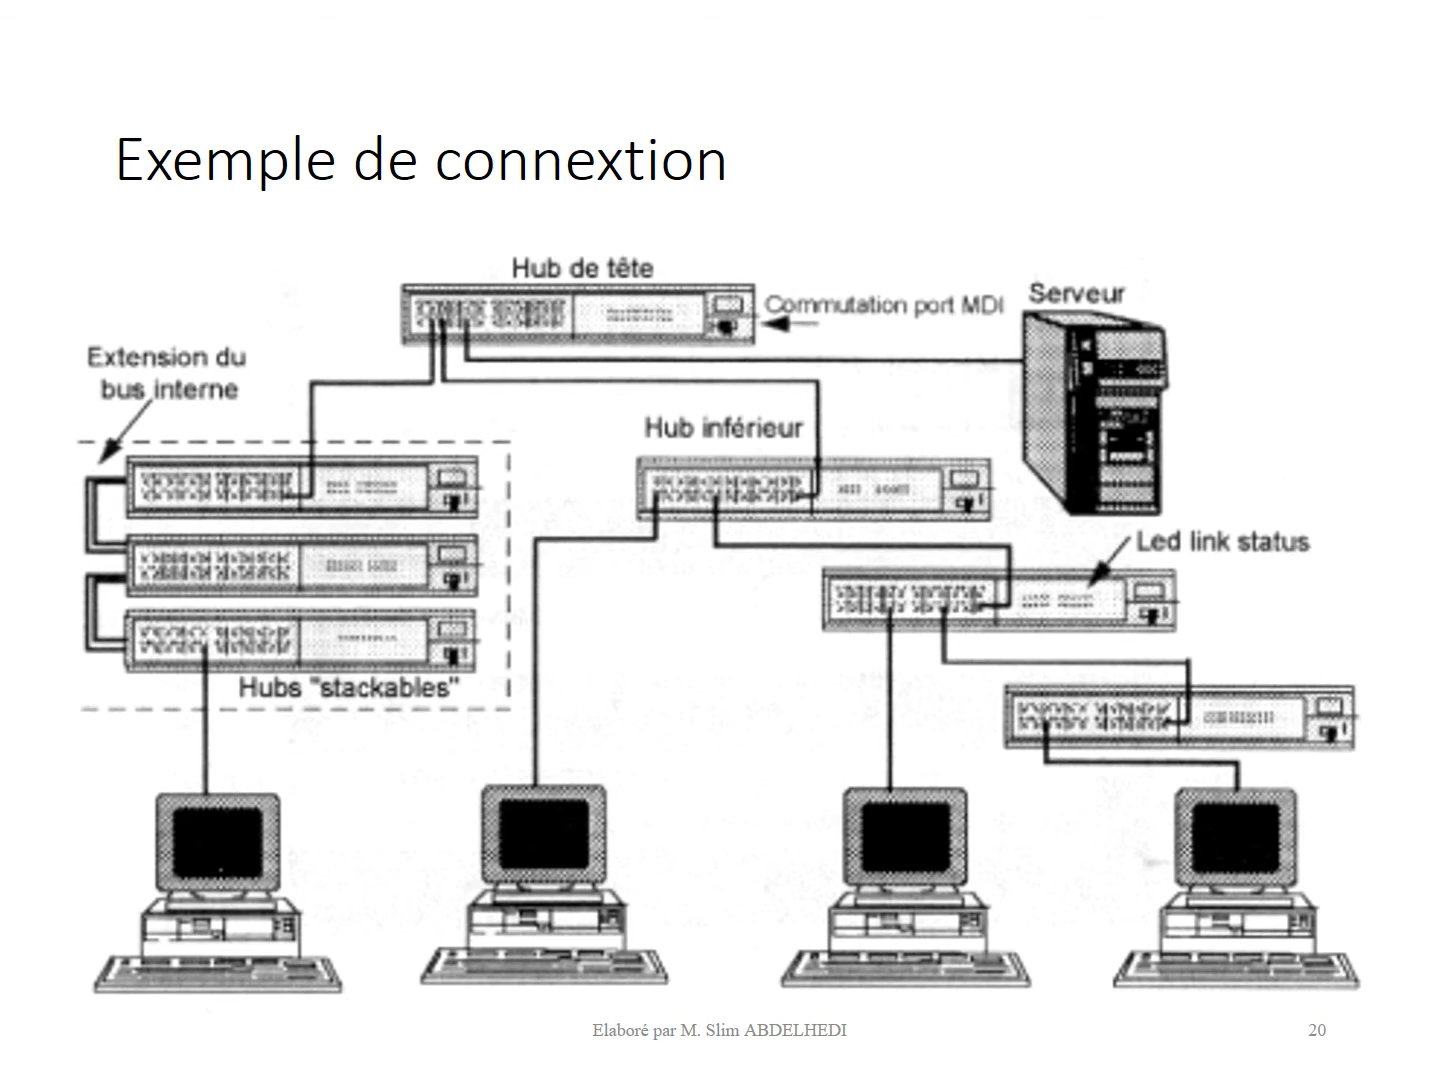 Exemple de connextion
Hub de tête
Commutation port MDI
Serveur
Extension du
bus interne
Hub inférieur
Led link status
Hubs "stackables"
Elaboré par M. Slim ABDELHEDI
20